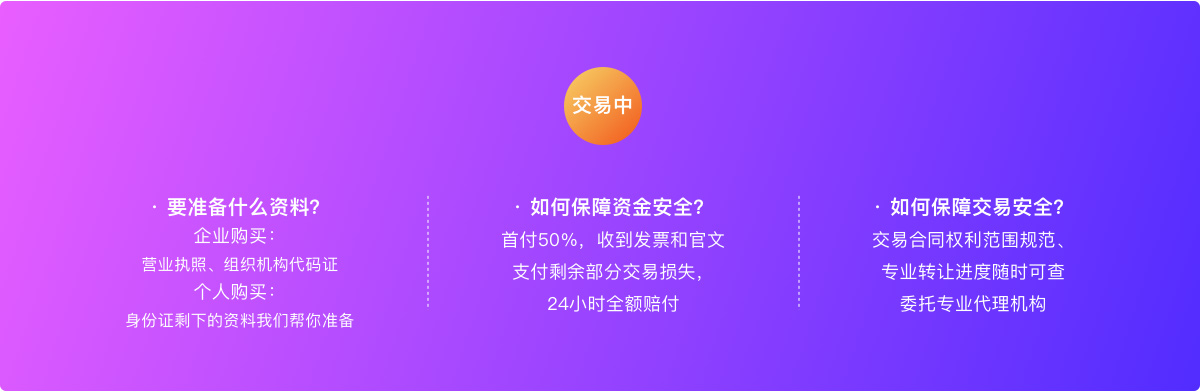 交易中
· 要准备什么资料?
企业购买：
营业执照、组织机构代码证
个人购买：
身份证剩下的资料我们帮你准备
· 如何保障资金安全?
首付50%，收到发票和官文
支付剩余部分交易损失，
24小时全额赔付
· 如何保障交易安全?
交易合同权利范围规范、
专业转让进度随时可查
委托专业代理机构